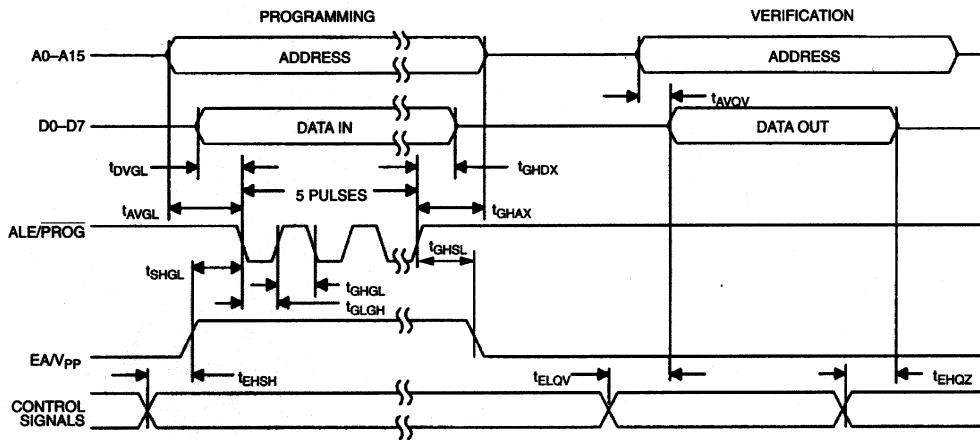 PROGRAMMING VERIFICATION
A0–A15 ADDRESS ADDRESS
tAVQV
D0–D7 DATA IN DATA OUT
tDVGL tGHDX
5 PULSES
tAVGL tGHAX
ALE/PROG
tGHSL
tSHGL
tGHGL
tGLGH
EA/VPP
tEHSH tELQV tEHQZ
CONTROL
SIGNALS